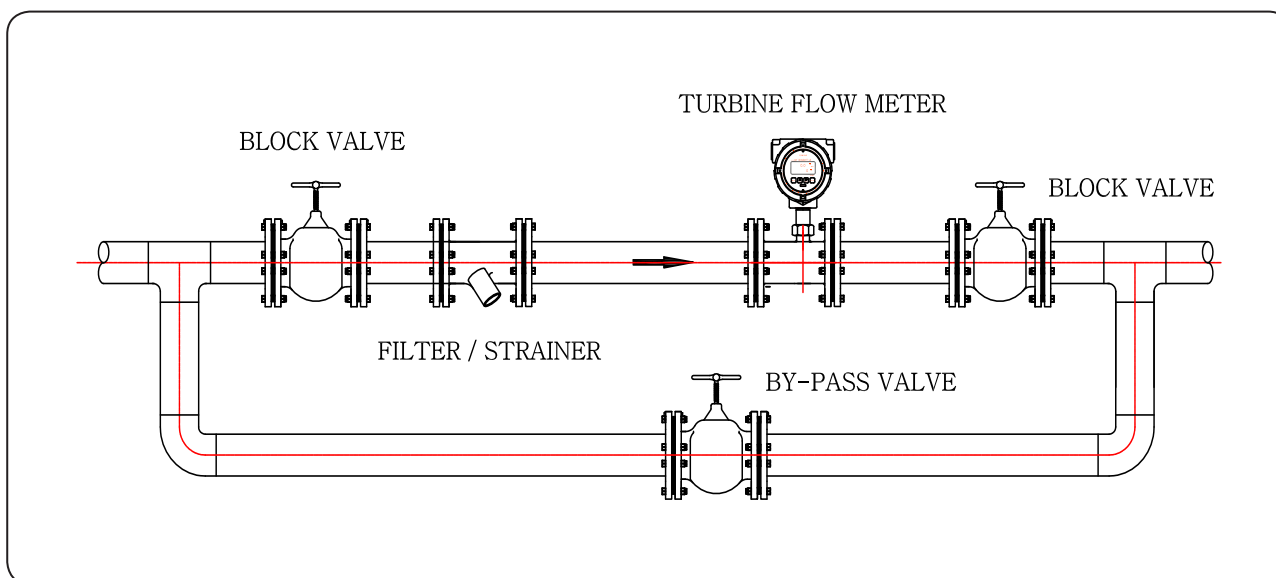 TURBINE FLOW METER
BLOCK VALVE
BLOCK VALVE
FILTER / STRAINER
BY-PASS VALVE